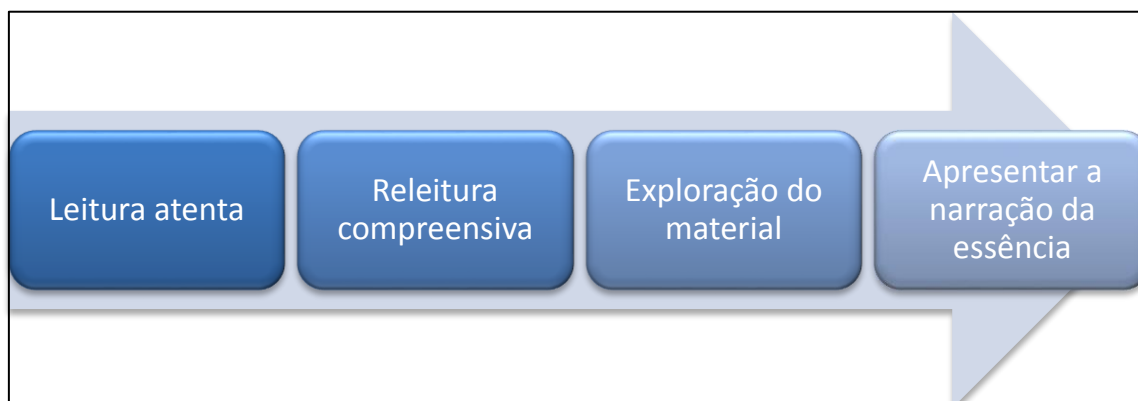 Leitura atenta
Releitura
compreensiva
Exploração do
material
Apresentar a
narração da
essência